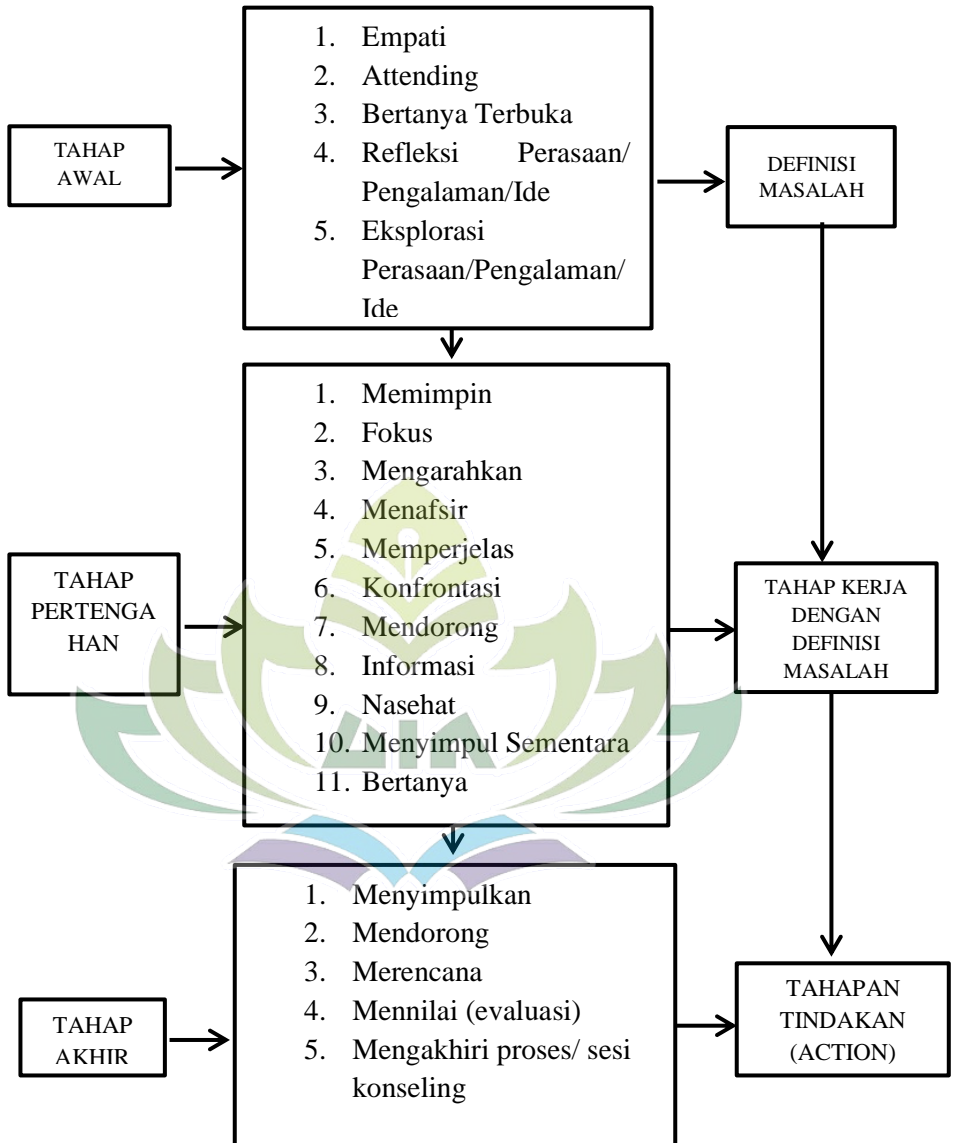 1. Empati
2. Attending
3. Bertanya Terbuka
4. Refleksi Perasaan/
Pengalaman/Ide
5. Eksplorasi
Perasaan/Pengalaman/
Ide
TAHAP
AWAL
DEFINISI
MASALAH
1. Memimpin
2. Fokus
3. Mengarahkan
4. Menafsir
5. Memperjelas
6. Konfrontasi
7. Mendorong
8. Informasi
9. Nasehat
10. Menyimpul Sementara
11. Bertanya
TAHAP
PERTENGA
HAN
TAHAP KERJA
DENGAN
DEFINISI
MASALAH
1. Menyimpulkan
2. Mendorong
3. Merencana
4. Mennilai (evaluasi)
5. Mengakhiri proses/ sesi
konseling
TAHAP
AKHIR
TAHAPAN
TINDAKAN
(ACTION)